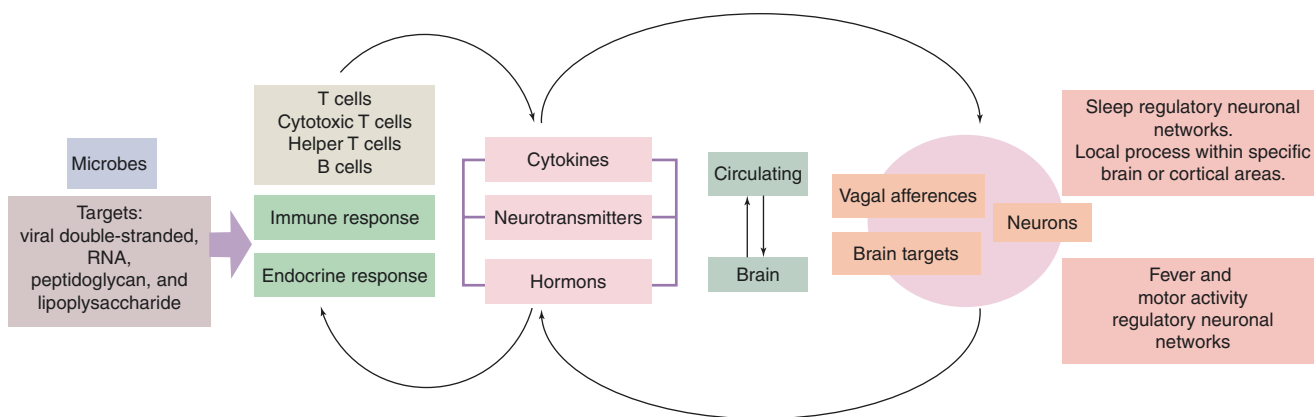 Microbes
Targets:
viral double-stranded,
RNA,
peptidoglycan, and
lipoplysaccharide
T cells
Cytotoxic T cells
Helper T cells
B cells
Immune response
Endocrine response
Cytokines
Neurotransmitters
Hormons
Circulating
Brain
Vagal afferences
Brain targets
Neurons
Sleep regulatory neuronal
networks.
Local process within specific
brain or cortical areas.
Fever and
motor activity
regulatory neuronal
networks